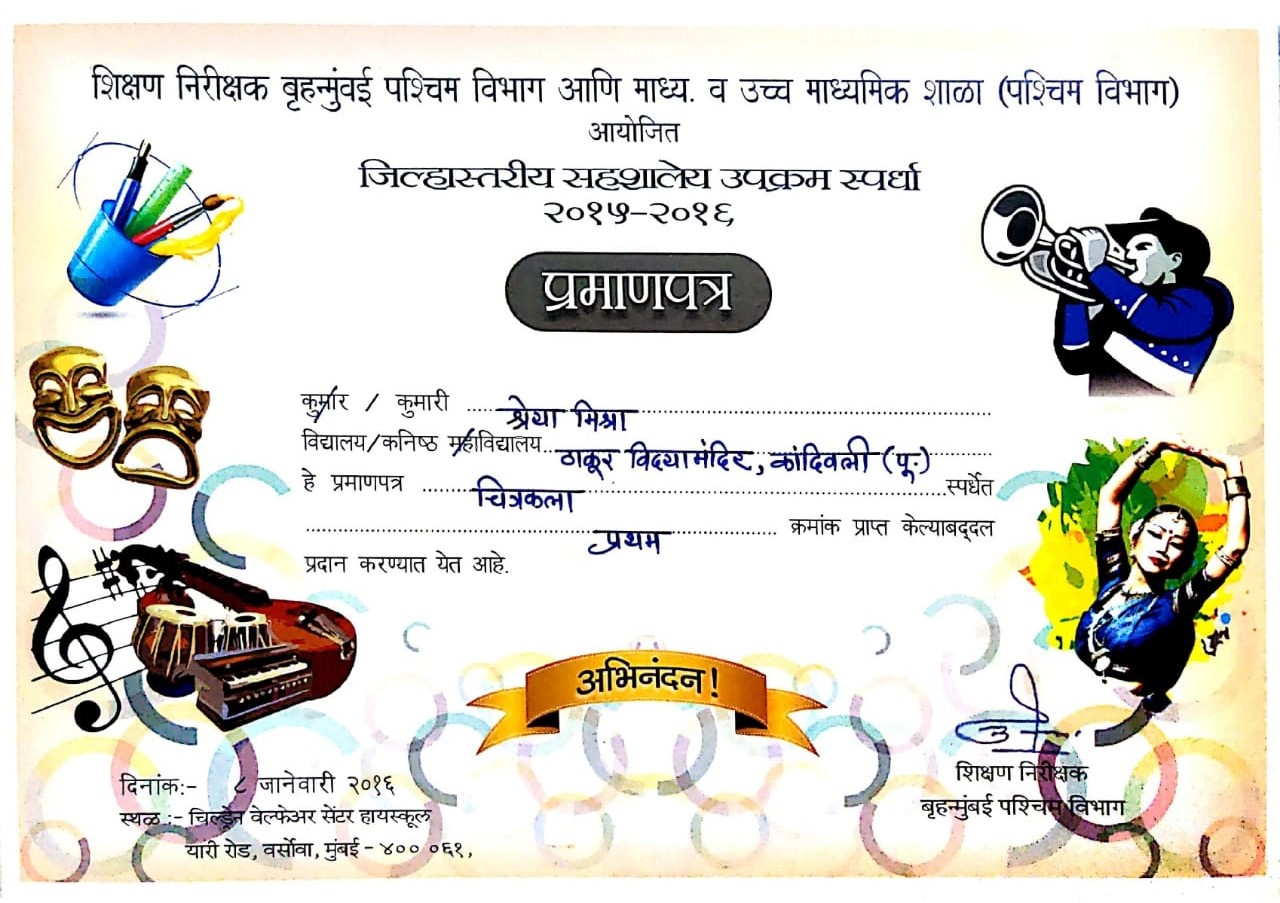 शिक्षण निरीक्षक बृहन्मुंबई पश्चिम विभाग आणि माध्य. व उच्च माध्यमिक शाळा (पश्चिम विभाग)
आयोजित
जिल्हास्तरीय सहशालेय उपक्रम स्पर्धा
२०१५-२०१६
प्रमाणपत्र
कुमार / कुमारी श्रेया मिश्रा
विद्यालय/कनिष्ठ महाविद्यालय ठाकूर विद्यामंदिर, कांदिवली (पू.)
हे प्रमाणपत्र चित्रकला स्पर्धेत
प्रथम क्रमांक प्राप्त केल्याबद्दल
प्रदान करण्यात येत आहे.
अभिनंदन!
दिनांक:- ८ जानेवारी २०१६
स्थळ :- चिल्ड्रेन वेल्फेअर सेंटर हायस्कूल
यारी रोड, वर्सोवा, मुंबई - ४०० ०६१,
शिक्षण निरीक्षक
बृहन्मुंबई पश्चिम विभाग